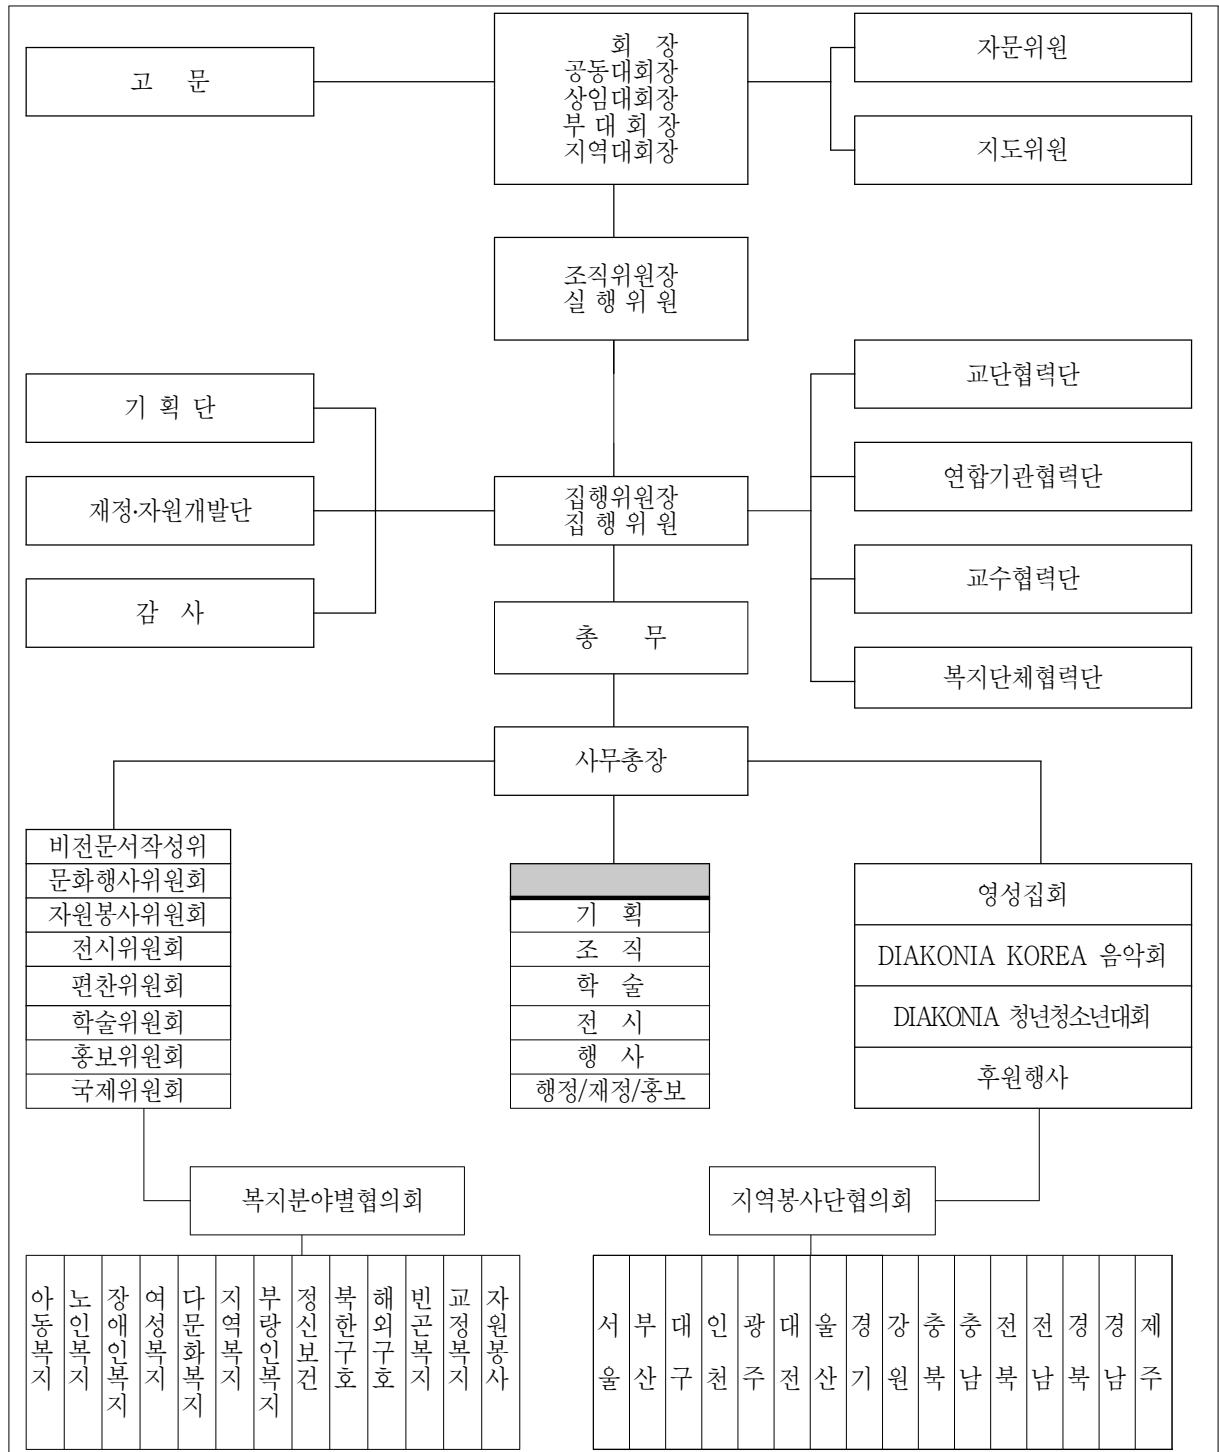 고 문
회 장
공동대회장
상임대회장
부 대 회 장
지역대회장
자문위원
지도위원
조직위원장
실 행 위 원
기 획 단
재정·자원개발단
감 사
집행위원장
집 행 위 원
교단협력단
연합기관협력단
교수협력단
복지단체협력단
총 무
사무총장
비전문서작성위
문화행사위원회
자원봉사위원회
전시위원회
편찬위원회
학술위원회
홍보위원회
국제위원회
기 획
조 직
학 술
전 시
행 사
행정/재정/홍보
영성집회
DIAKONIA KOREA 음악회
DIAKONIA 청년청소년대회
후원행사
복지분야별협의회
지역봉사단협의회
아동복지
노인복지
장애인복지
여성복지
다문화복지
지역복지
부랑인복지
정신보건
북한구호
해외구호
빈곤복지
교정복지
자원봉사
서울
부산
대구
인천
광주
대전
울산
경기
강원
충북
충남
전북
전남
경북
경남
제주